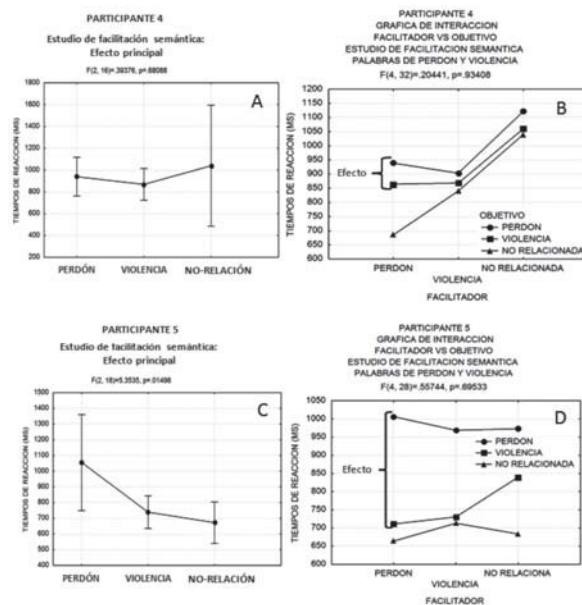 PARTICIPANTE 4
Estudio de facilitación semántica:
Efecto principal
F(2, 16)=.39376, p=.68088
A
TIEMPOS DE REACCION (MS)
1800
1600
1400
1200
1000
800
600
400
200
PERDÓN VIOLENCIA NO-RELACIÓN
PARTICIPANTE 4
GRAFICA DE INTERACCION
FACILITADOR VS OBJETIVO
ESTUDIO DE FACILITACION SEMANTICA
PALABRAS DE PERDON Y VIOLENCIA
F(4, 32)=.20441, p=.93408
B
TIEMPOS DE REACCION (MS)
1200
1150
1100
1050
1000
950
900
850
800
750
700
650
600
Efecto
OBJETIVO
PERDON
VIOLENCIA
NO RELACIONADA
PERDON NO RELACIONADA
VIOLENCIA
FACILITADOR
PARTICIPANTE 5
Estudio de facilitación semántica:
Efecto principal
F(2, 18)=5.3535, p=.01498
C
TIEMPOS DE REACCION (MS)
1500
1400
1300
1200
1100
1000
900
800
700
600
500
400
PERDÓN VIOLENCIA NO-RELACIÓN
PARTICIPANTE 5
GRAFICA DE INTERACCION
FACILITADOR VS OBJETIVO
ESTUDIO DE FACILITACION SEMANTICA
PALABRAS DE PERDON Y VIOLENCIA
F(4, 28)=.55744, p=.69533
D
TIEMPOS DE REACCION (MS)
1050
1000
950
900
850
800
750
700
650
600
Efecto
PERDON
VIOLENCIA
NO RELACIONADA
PERDON NO RELACIONA
VIOLENCIA
FACILITADOR